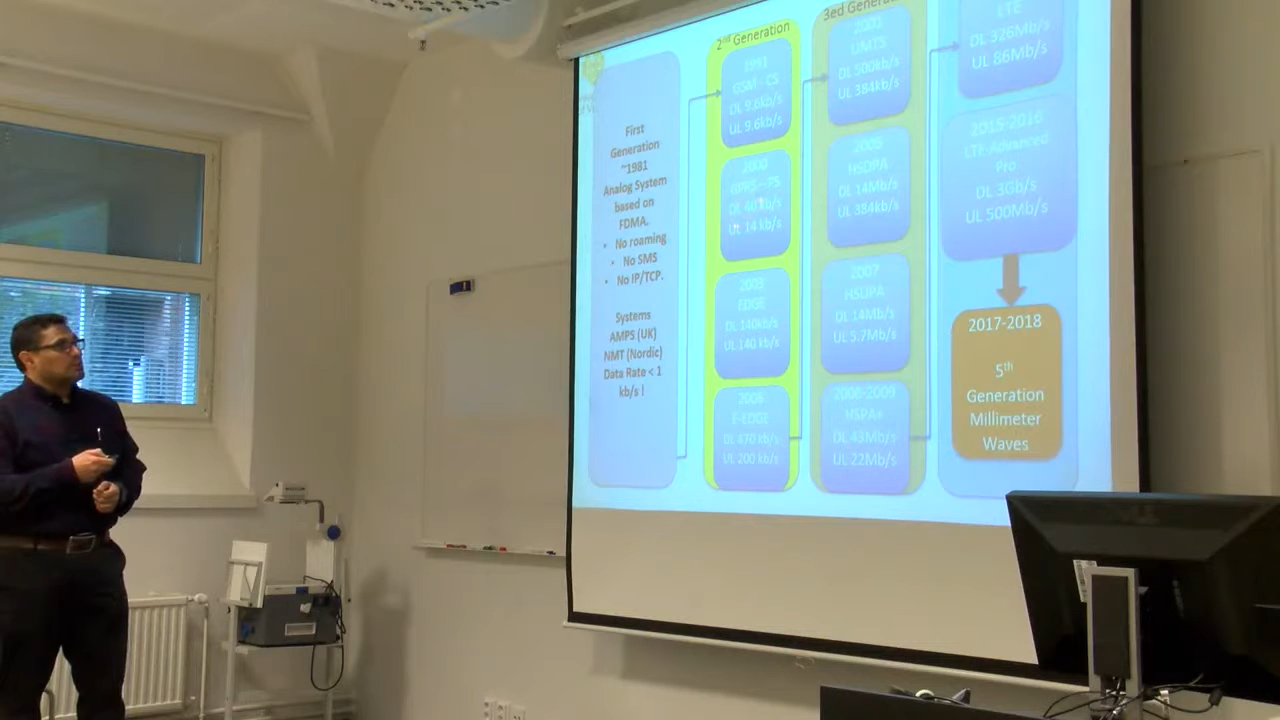 First
Generation
~1981
Analog System
based on
FDMA.
• No roaming
• No SMS
• No IP/TCP.
Systems
AMPS (UK)
NMT (Nordic)
Data Rate < 1
kb/s !
2nd Generation
1991
GSM - CS
DL 9.6kb/s
UL 9.6kb/s
2000
GPRS - PS
DL 40kb/s
UL 14 kb/s
2003
EDGE
DL 140kb/s
UL 140 kb/s
E-EDGE
DL 470 kb/s
UL 200 kb/s
3ed
2001
UMTS
DL 500kb/s
UL 384kb/s
HSDPA
DL 14Mb/s
UL 384kb/s
2007
HSUPA
DL 14Mb/s
UL 5.7Mb/s
2008-2009
HSPA+
DL 43Mb/s
UL 22Mb/s
LTE
DL 326Mb/s.
UL 86Mb/s
2015-2016
LTE-Advanced
Pro
DL 3Gb/s
UL 500Mb/s
2017-2018
5th
Generation
Millimeter
Waves